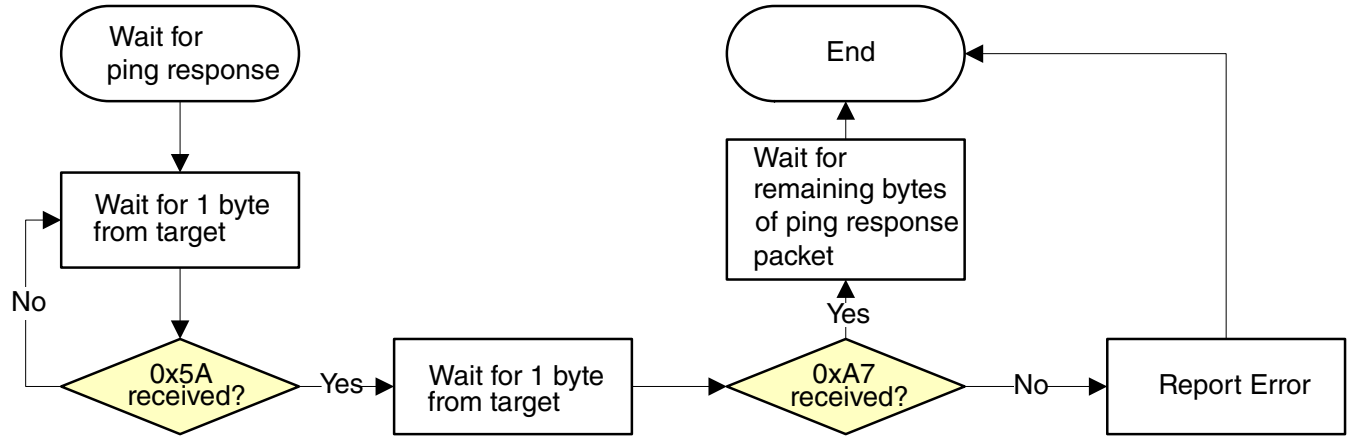 Wait for
ping response
Wait for 1 byte
from target
No
0x5A
received?
Yes
Wait for 1 byte
from target
0xA7
received?
Yes
Wait for
remaining bytes
of ping response
packet
End
No
Report Error